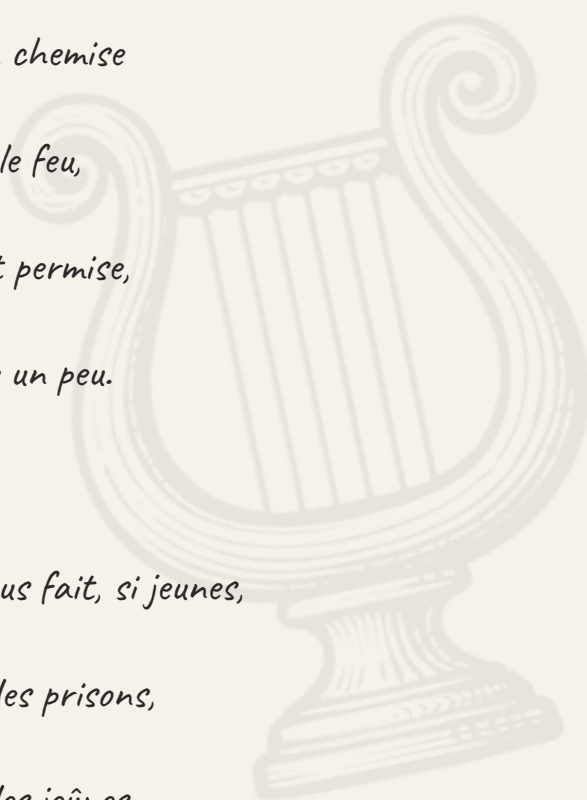 chemise
le feu,
permise,
un peu.
fait, si jeunes,
les prisons,